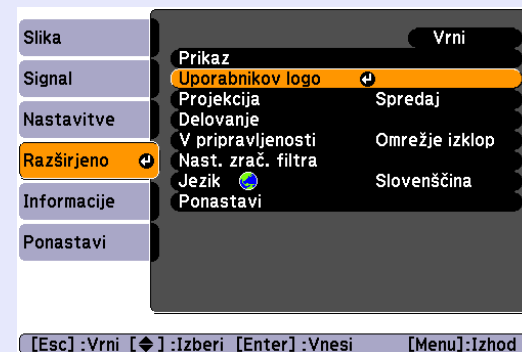 Slika
Signal
Nastavitve
Razširjeno
Informacije
Ponastavi
Vrni
Prikaz
Uporabnikov logo
Projekcija Spredaj
Delovanje
V pripravljenosti Omrežje izklop
Nast. zrač. filtra
Jezik Slovenščina
Ponastavi
[Esc] :Vrni [◆] :Izberi [Enter] :Vnesi [Menu]:Izhod